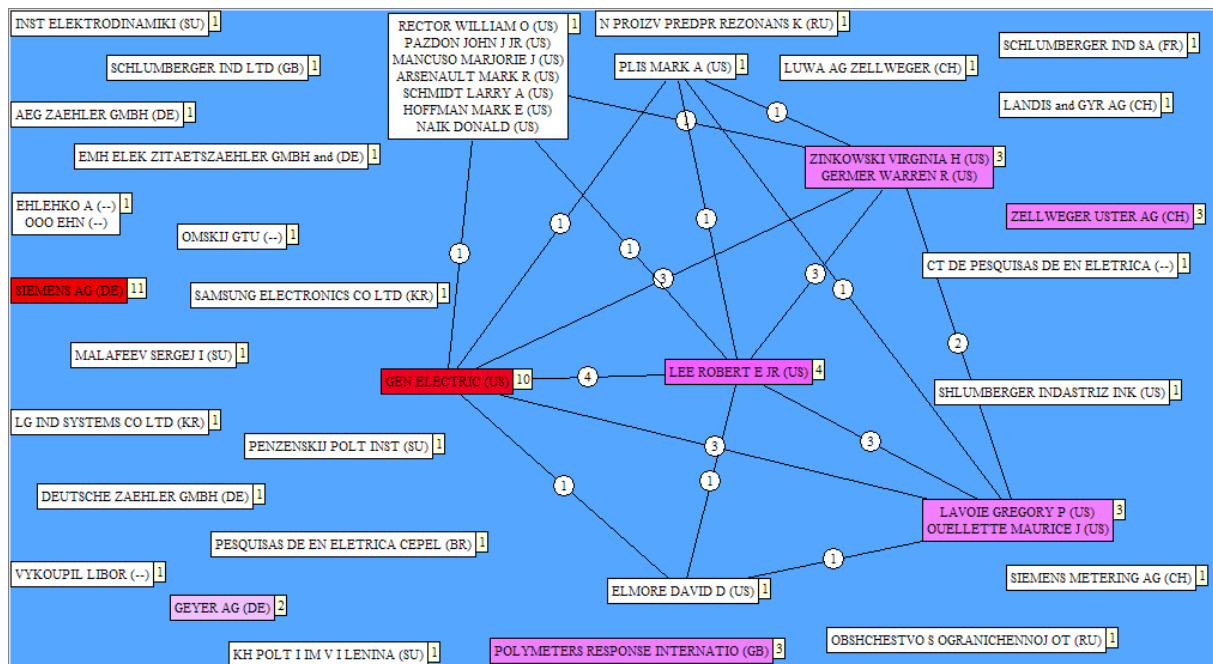 INST ELEKTRODINAMIKI (SU) 1
RECTOR WILLIAM O (US) 1
PAZDON JOHN J JR (US)
MANCUSO MARJORIE J (US)
ARSENAULT MARK R (US)
SCHMIDT LARRY A (US)
HOFFMAN MARK E (US)
NAIK DONALD (US)
N PROIZV PREDPR REZONANS K (RU) 1
SCHLUMBERGER IND SA (FR) 1
SCHLUMBERGER IND LTD (GB) 1
PLIS MARK A (US) 1
LUWA AG ZELLWEGER (CH) 1
AEG ZAEHLER GMBH (DE) 1
LANDIS and GYR AG (CH) 1
1
1
EMH ELEK ZITAETSZAEHLER GMBH and (DE) 1
ZINKOWSKI VIRGINIA H (US) 3
GERMER WARREN R (US)
EHLEHKO A (--) 1
OOO EHN (--)
ZELLWEGER USTER AG (CH) 3
1
1
OMSKIJ GTU (--) 1
1
1
CT DE PESQUISAS DE EN ELETRICA (--) 1
3
3
1
SIEMENS AG (DE) 11
SAMSUNG ELECTRONICS CO LTD (KR) 1
2
MALAFEEV SERGEJ I (SU) 1
GEN ELECTRIC (US) 10
4
LEE ROBERT E JR (US) 4
SHLUMBERGER INDASTRIZ INK (US) 1
LG IND SYSTEMS CO LTD (KR) 1
PENZENSKIJ POLT INST (SU) 1
3
3
1
1
DEUTSCHE ZAEHLER GMBH (DE) 1
LAVOIE GREGORY P (US) 3
OUELLETTE MAURICE J (US)
PESQUISAS DE EN ELETRICA CEPEL (BR) 1
1
VYKOUPIL LIBOR (--) 1
SIEMENS METERING AG (CH) 1
ELMORE DAVID D (US) 1
GEYER AG (DE) 2
OBSHCHESTVO S OGRANICHENNOJ OT (RU) 1
KH POLT I IM V I LENINA (SU) 1
POLYMETERS RESPONSE INTERNATIO (GB) 3